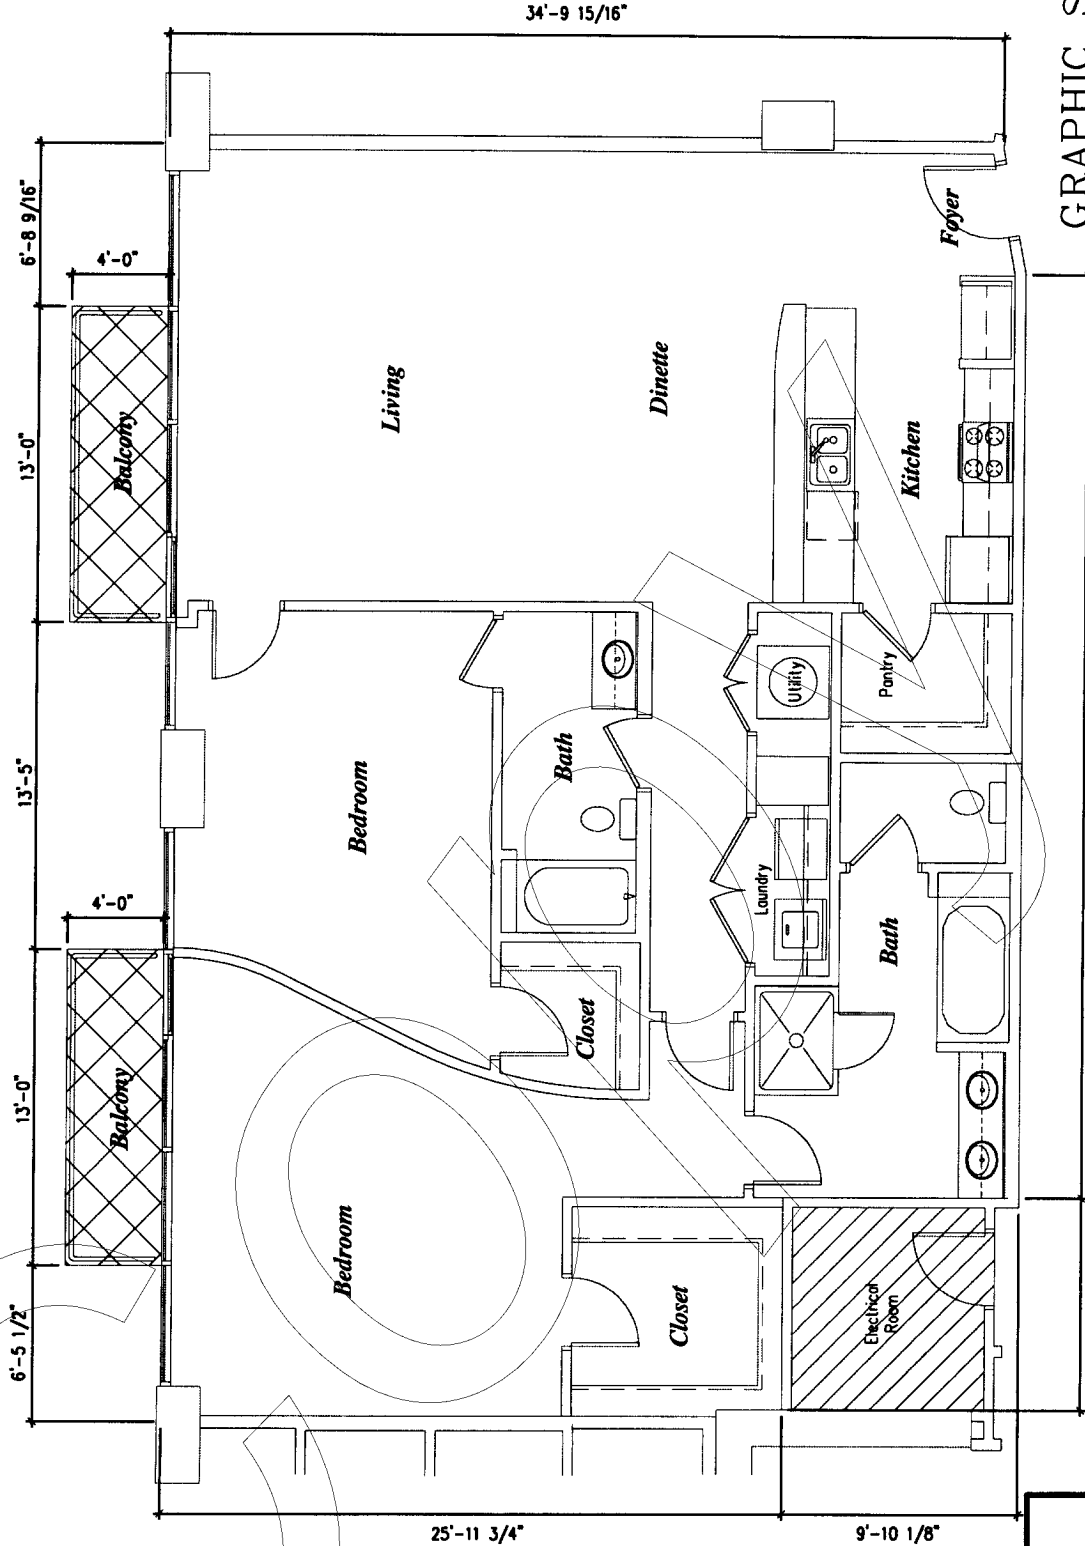 34'-9 15/16"
GRAPHIC S
6'-8 9/16"
4'-0"
13'-0"
Balcony
Living
Dinette
Foyer
Kitchen
Pantry
Utility
13'-5"
Bedroom
Bath
Laundry
Bath
4'-0"
13'-0"
Balcony
Closet
6'-5 1/2"
Bedroom
Closet
Electrical
Room
25'-11 3/4"
9'-10 1/8"